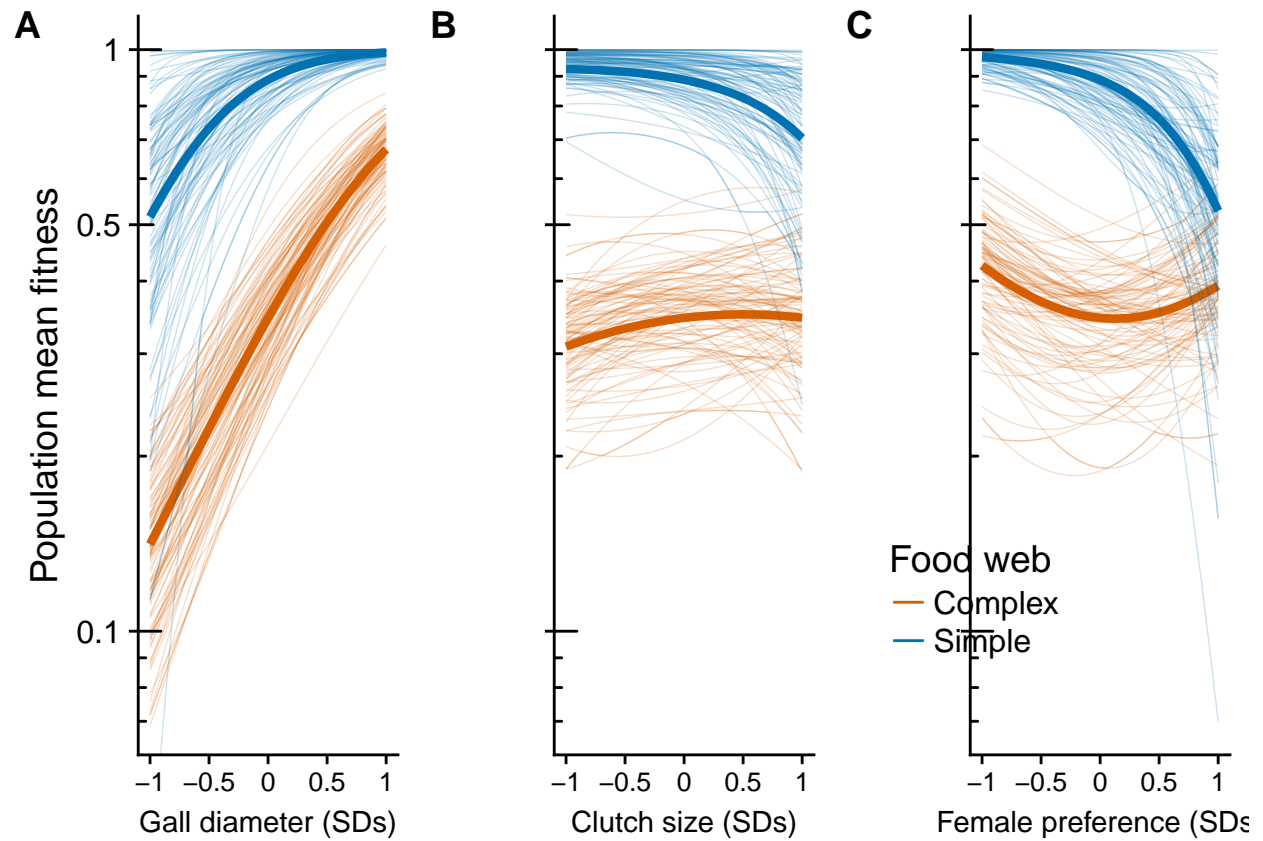 A
B
C
Population mean fitness
1
0.5
0.1
−1 −0.5 0 0.5 1
−1 −0.5 0 0.5 1
−1 −0.5 0 0.5 1
Gall diameter (SDs)
Clutch size (SDs)
Female preference (SDs
Food web
Complex
Simple